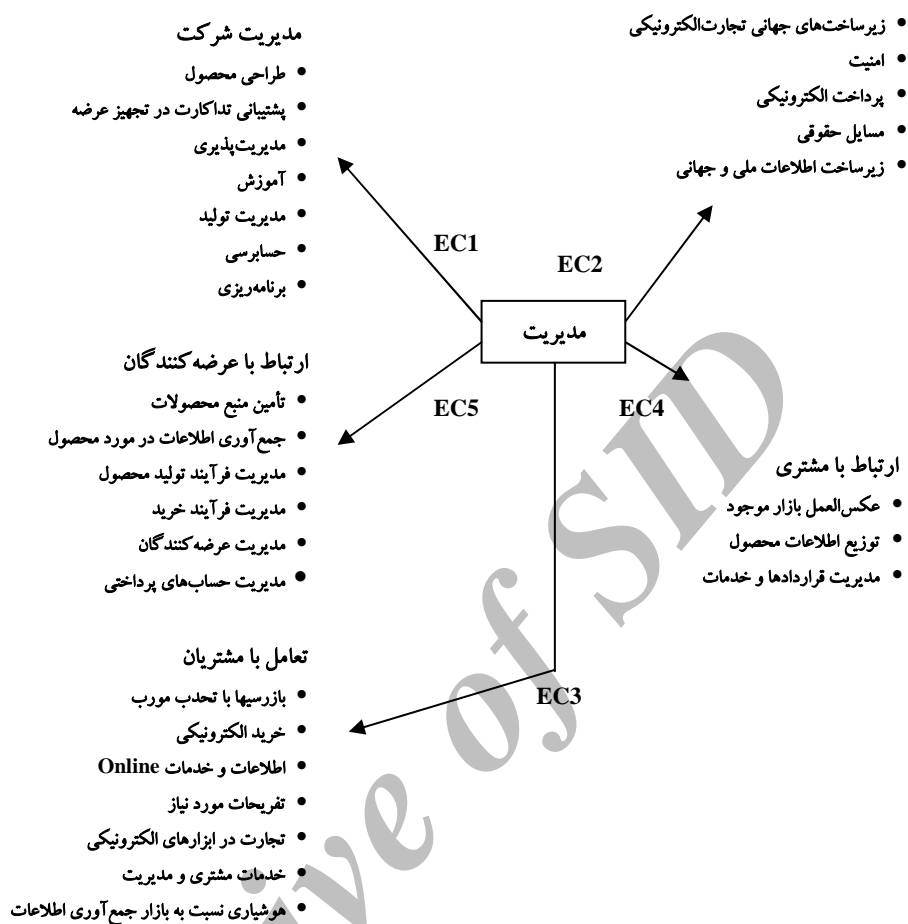 • زیرساخت‌های جهانی تجارت‌الکترونیکی
• امنیت
• پرداخت الکترونیکی
• مسایل حقوقی
• زیرساخت اطلاعات ملی و جهانی
مدیریت شرکت
• طراحی محصول
• پشتیبانی تداکارت در تجهیز عرضه
• مدیریت‌پذیری
• آموزش
• مدیریت تولید
• حسابرسی
• برنامه‌ریزی
EC1
EC2
مدیریت
EC5
EC4
ارتباط با عرضه‌کنندگان
• تأمین منبع محصولات
• جمع‌آوری اطلاعات در مورد محصول
• مدیریت فرآیند تولید محصول
• مدیریت فرآیند خرید
• مدیریت عرضه‌کنندگان
• مدیریت حساب‌های پرداختی
ارتباط با مشتری
• عکس‌العمل بازار موجود
• توزیع اطلاعات محصول
• مدیریت قراردادها و خدمات
EC3
تعامل با مشتریان
• بازرسیها با تحدب مورب
• خرید الکترونیکی
• اطلاعات و خدمات Online
• تفریحات مورد نیاز
• تجارت در ابزارهای الکترونیکی
• خدمات مشتری و مدیریت
• هوشیاری نسبت به بازار جمع‌آوری اطلاعات
ive of SID